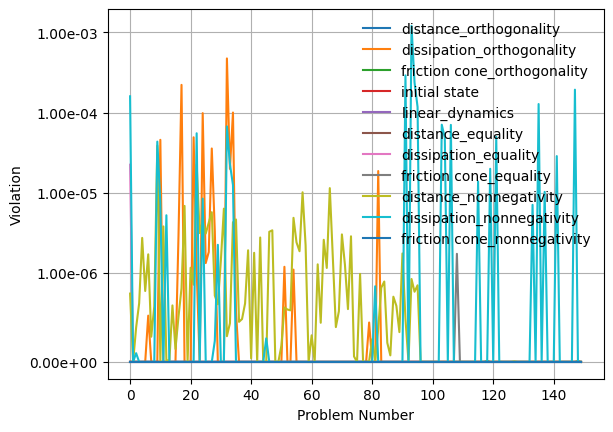 1.00e-03
1.00e-04
1.00e-05
1.00e-06
0.00e+00
Violation
0
20
40
60
80
100
120
140
Problem Number
distance_orthogonality
dissipation_orthogonality
friction cone_orthogonality
initial state
linear_dynamics
distance_equality
dissipation_equality
friction cone_equality
distance_nonnegativity
dissipation_nonnegativity
friction cone_nonnegativity